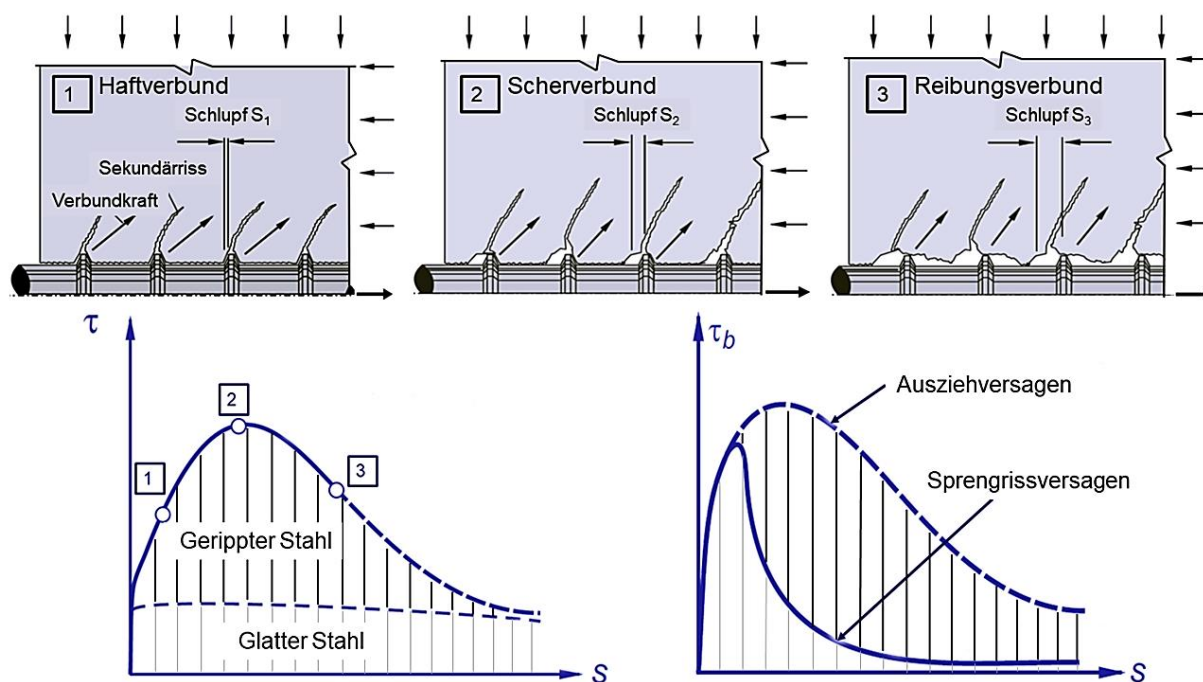 1 Haftverbund
Schlupf S₁
Sekundärriss
Verbundkraft
2 Scherverbund
Schlupf S₂
3 Reibungsverbund
Schlupf S₃
τ
2
1
3
Gerippter Stahl
Glatter Stahl
s
τb
Ausziehversagen
Sprengrissversagen
s